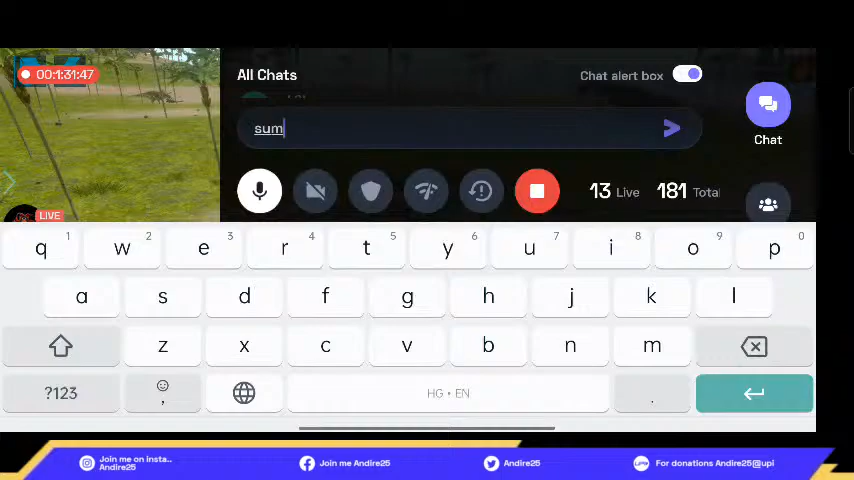 00:1:31:47
All Chats
Chat alert box
sum
Chat
13 Live 181 Total
LIVE
q 1 w 2 e 3 r 4 t 5 y 6 u 7 i 8 o 9 p 0
a s d f g h j k l
z x c v b n m
?123 , HG • EN .
Join me on insta..
Andire25
Join me Andire25
Andire25
UPI
For donations Andire25@upi